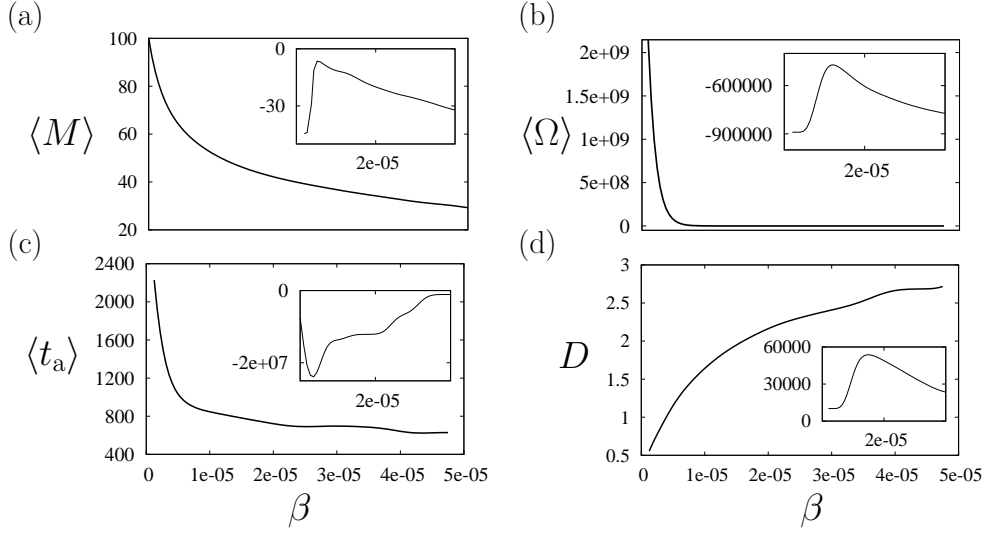 (a)
100
80
60
40
20
⟨M⟩
0
-30
2e-05
(b)
2e+09
1.5e+09
1e+09
5e+08
0
⟨Ω⟩
-600000
-900000
2e-05
(c)
2400
2000
1600
1200
800
400
⟨tₐ⟩
0
-2e+07
2e-05
0 1e-05 2e-05 3e-05 4e-05 5e-05
β
(d)
3
2.5
2
1.5
1
0.5
D
60000
30000
0
2e-05
0 1e-05 2e-05 3e-05 4e-05 5e-05
β